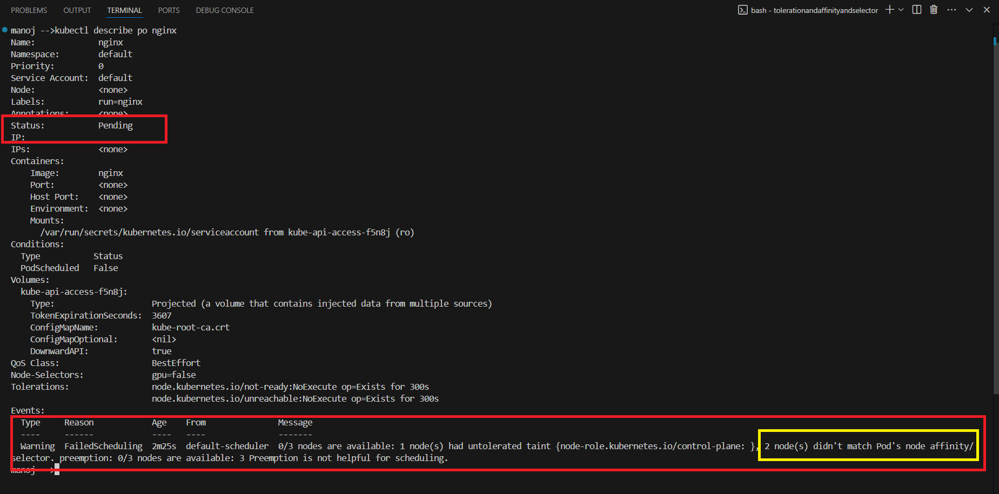 PROBLEMS OUTPUT TERMINAL PORTS DEBUG CONSOLE bash - tolerationandaffinityandselector
manoj -->kubectl describe po nginx
Name: nginx
Namespace: default
Priority: 0
Service Account: default
Node: <none>
Labels: run=nginx
Annotations: <none>
Status: Pending
IP:
IPs: <none>
Containers:
Image: nginx
Port: <none>
Host Port: <none>
Environment: <none>
Mounts:
/var/run/secrets/kubernetes.io/serviceaccount from kube-api-access-f5n8j (ro)
Conditions:
Type Status
PodScheduled False
Volumes:
kube-api-access-f5n8j:
Type: Projected (a volume that contains injected data from multiple sources)
TokenExpirationSeconds: 3607
ConfigMapName: kube-root-ca.crt
ConfigMapOptional: <nil>
DownwardAPI: true
QoS Class: BestEffort
Node-Selectors: gpu=false
Tolerations: node.kubernetes.io/not-ready:NoExecute op=Exists for 300s
node.kubernetes.io/unreachable:NoExecute op=Exists for 300s
Events:
Type Reason Age From Message
---- ------ ---- ---- -------
Warning FailedScheduling 2m25s default-scheduler 0/3 nodes are available: 1 node(s) had untolerated taint {node-role.kubernetes.io/control-plane: }, 2 node(s) didn't match Pod's node affinity/
selector. preemption: 0/3 nodes are available: 3 Preemption is not helpful for scheduling.
manoj -->